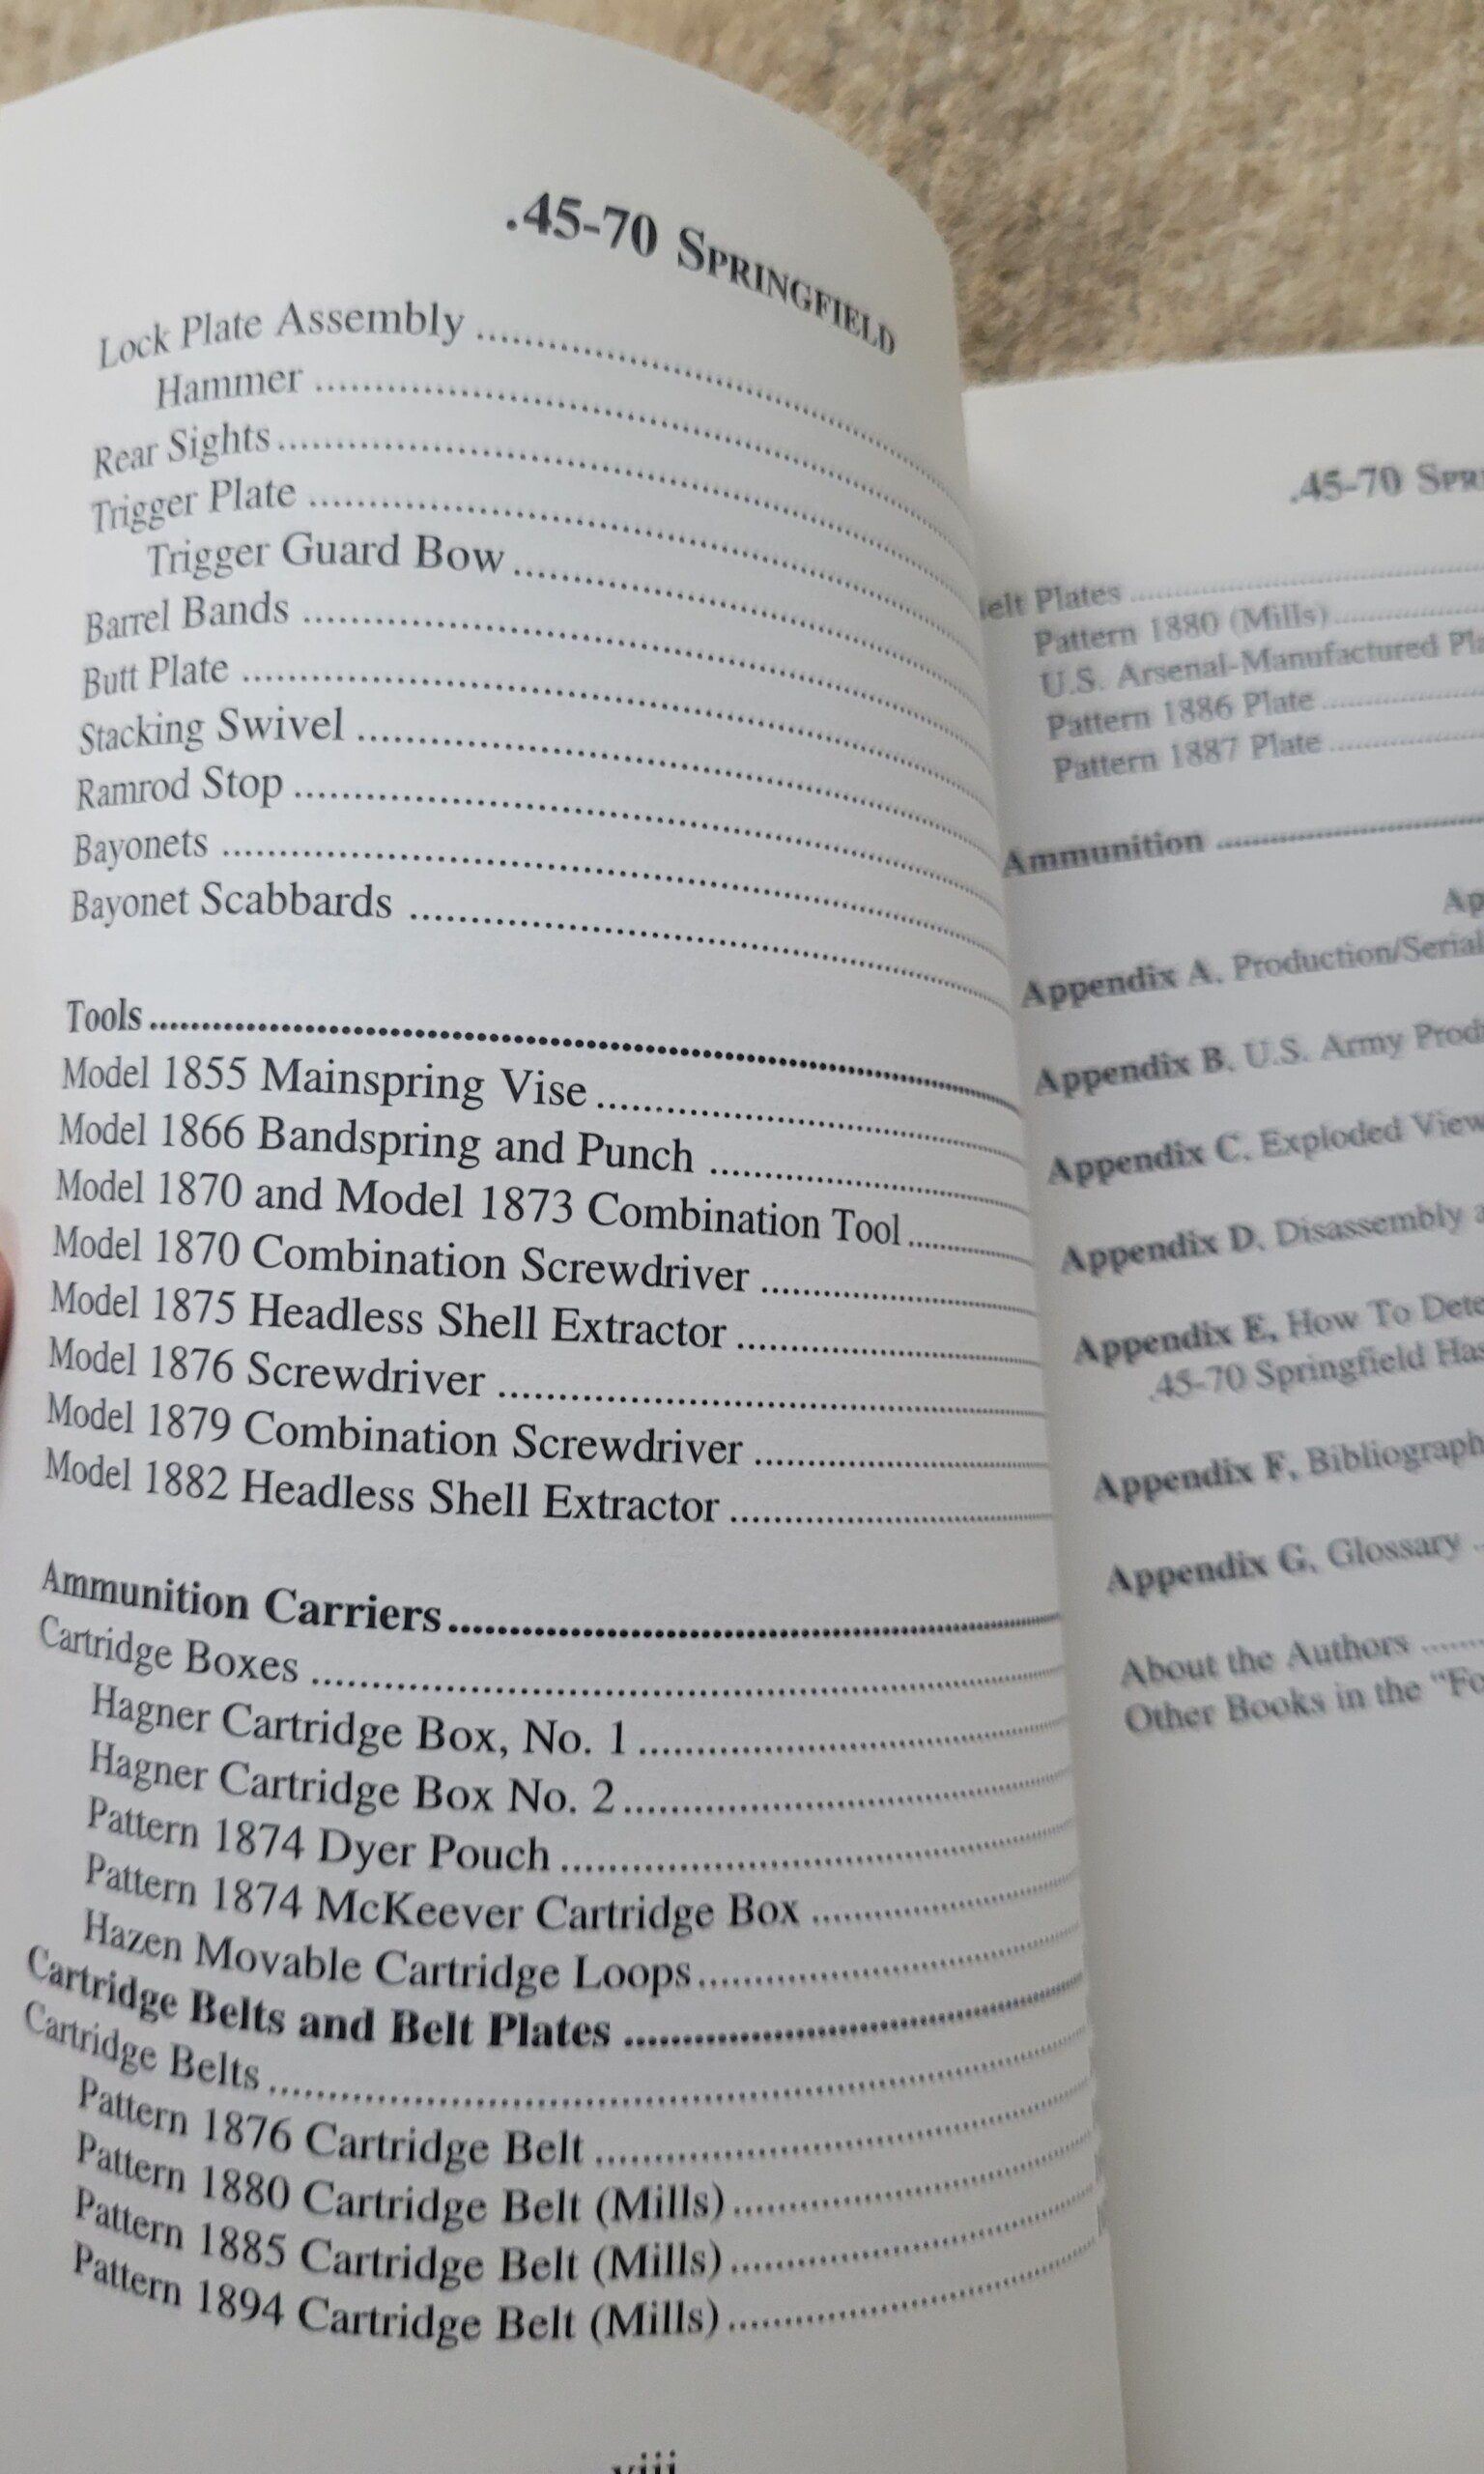 .45-70 SPRINGFIELD
Lock Plate Assembly
Hammer
Rear Sights
Trigger Plate
Trigger Guard Bow
Barrel Bands
Butt Plate
Stacking Swivel
Ramrod Stop
Bayonets
Bayonet Scabbards
Tools
Model 1855 Mainspring Vise
Model 1866 Bandspring and Punch
Model 1870 and Model 1873 Combination Tool
Model 1870 Combination Screwdriver
Model 1875 Headless Shell Extractor
Model 1876 Screwdriver
Model 1879 Combination Screwdriver
Model 1882 Headless Shell Extractor
Ammunition Carriers
Cartridge Boxes
Hagner Cartridge Box, No. 1
Hagner Cartridge Box No. 2
Pattern 1874 Dyer Pouch
Pattern 1874 McKeever Cartridge Box
Hazen Movable Cartridge Loops
Cartridge Belts and Belt Plates
Cartridge Belts
Pattern 1876 Cartridge Belt
Pattern 1880 Cartridge Belt (Mills)
Pattern 1885 Cartridge Belt (Mills)
Pattern 1894 Cartridge Belt (Mills)
viii
.45-70
Plates
Pattern 1880 (Mills)
U.S. Arsenal-Manufactured
Pattern 1886 Plate
Pattern 1887 Plate
Ammunition
Appendix A, Production/Serial
Appendix B, U.S. Army
Appendix C, Exploded View
Appendix D, Disassembly
Appendix E, How To
.45-70 Springfield
Appendix F,
Appendix G, Glossary
About the Authors
Other Books in the